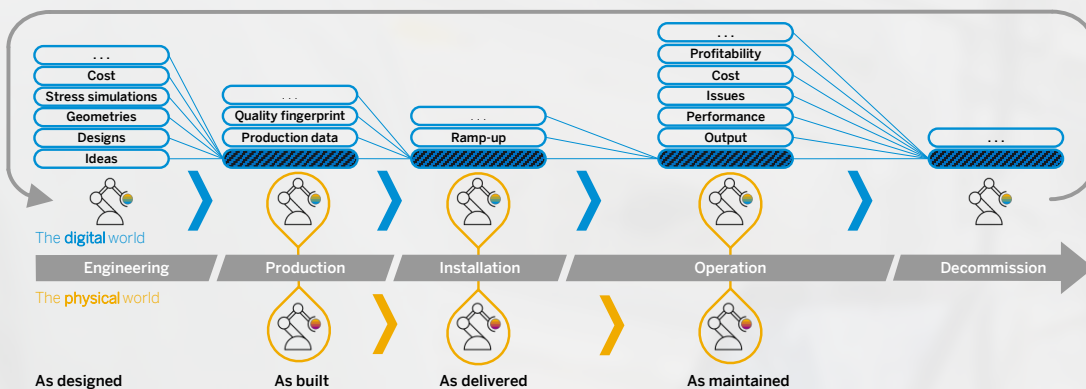 . . .
Cost
Stress simulations
Geometries
Designs
Ideas
. . .
Quality fingerprint
Production data
. . .
Ramp-up
. . .
Profitability
Cost
Issues
Performance
Output
. . .
The digital world
Engineering
Production
Installation
Operation
Decommission
The physical world
As designed
As built
As delivered
As maintained